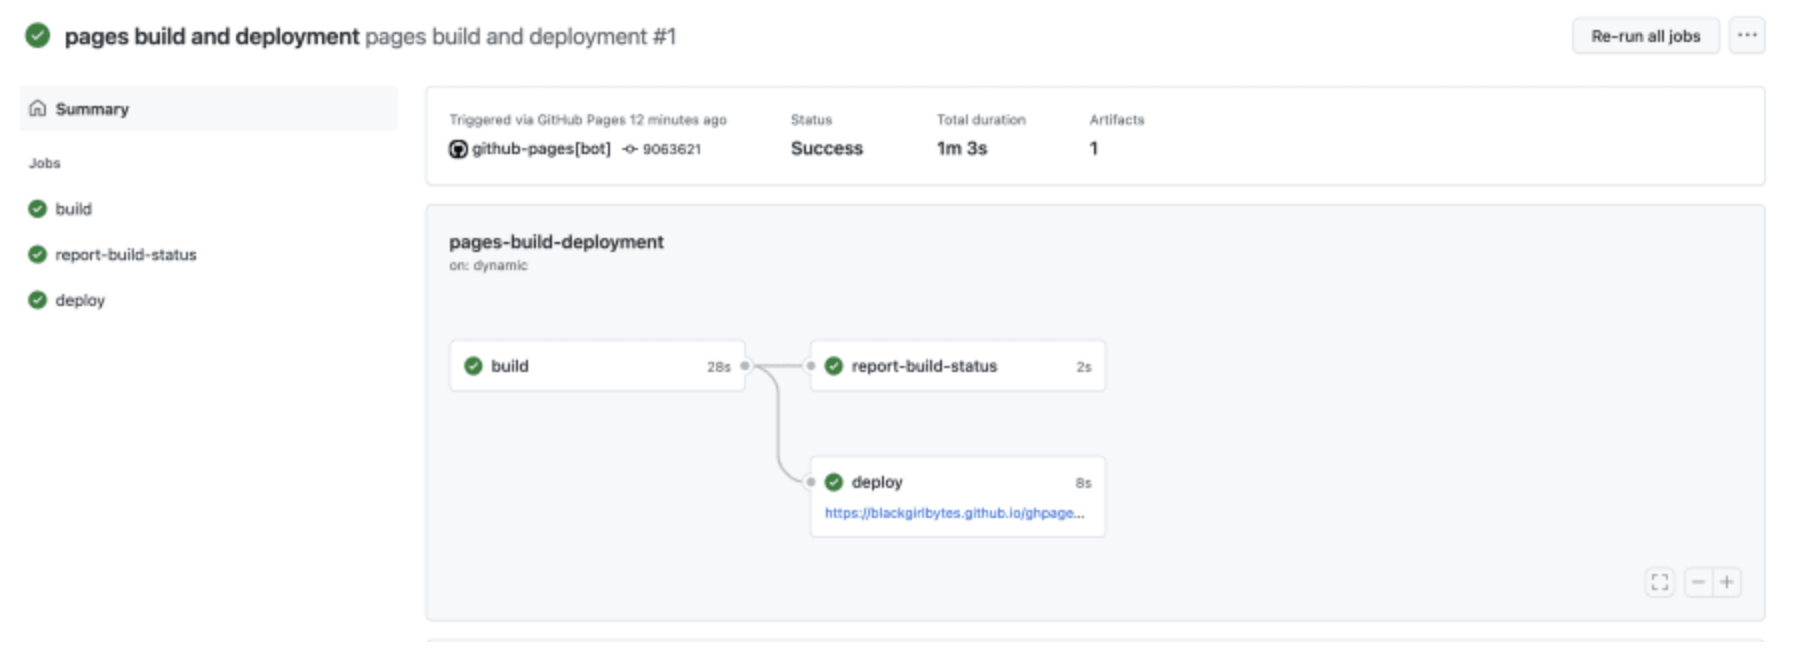 pages build and deployment pages build and deployment #1
Re-run all jobs
Summary
Jobs
build
report-build-status
deploy
Triggered via GitHub Pages 12 minutes ago
github-pages[bot] 9063621
Status
Success
Total duration
1m 3s
Artifacts
1
pages-build-deployment
on: dynamic
build 28s
report-build-status 2s
deploy 8s
https://blackgirlbytes.github.io/ghpage...